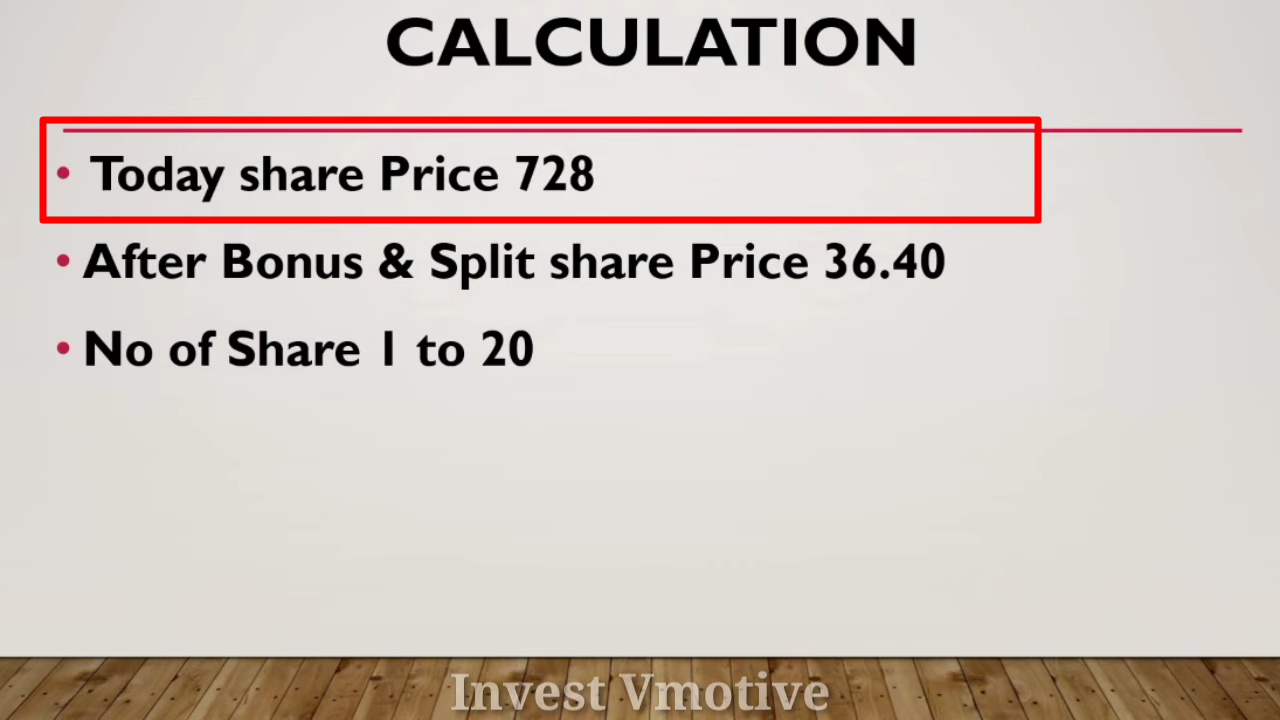 CALCULATION
• Today share Price 728
• After Bonus & Split share Price 36.40
• No of Share 1 to 20
Invest Vmotive